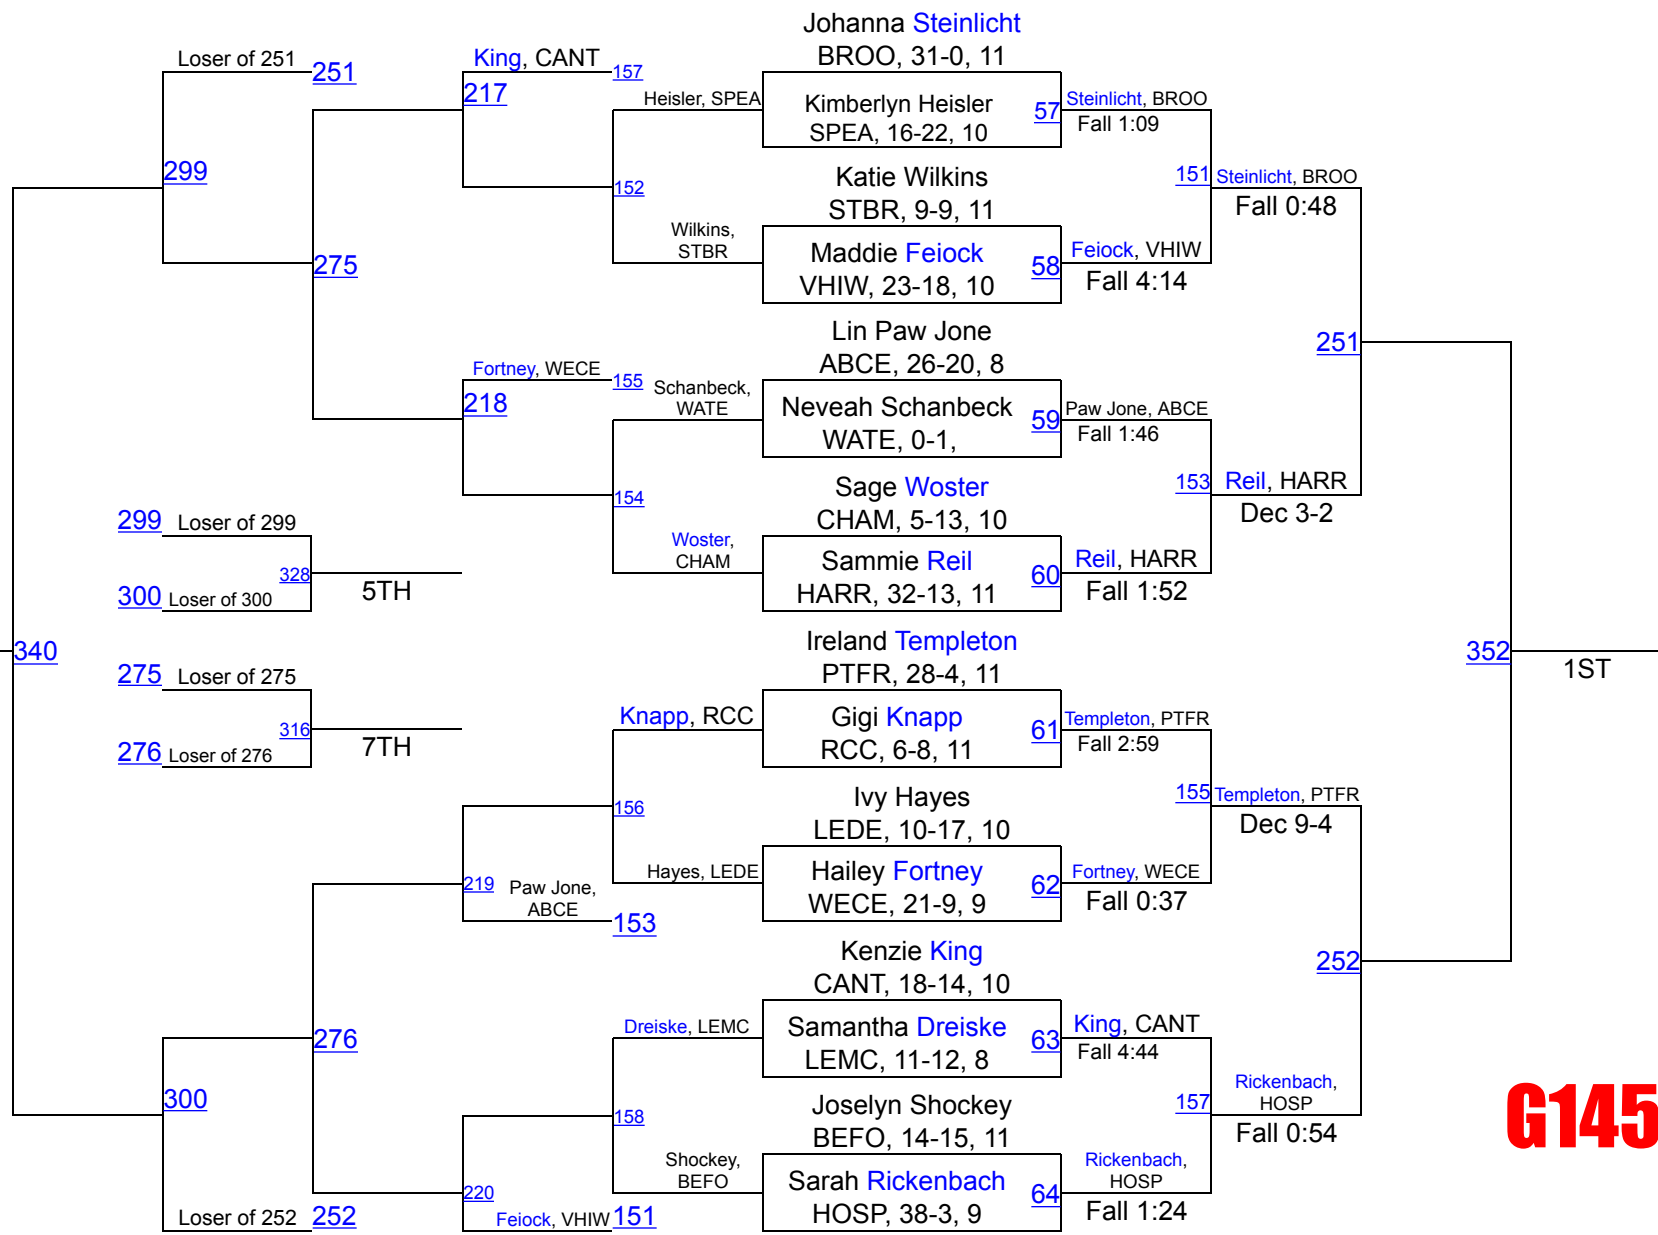 Johanna Steinlicht
BROO, 31-0, 11
Loser of 251 251
King, CANT 157
217
Heisler, SPEA
Kimberlyn Heisler
SPEA, 16-22, 10
57
Steinlicht, BROO
Fall 1:09
299
152
Katie Wilkins
STBR, 9-9, 11
151 Steinlicht, BROO
Fall 0:48
Wilkins,
STBR
Maddie Feiock
VHIW, 23-18, 10
58
Feiock, VHIW
Fall 4:14
275
Lin Paw Jone
ABCE, 26-20, 8
251
Fortney, WECE 155
218
Schanbeck,
WATE
Neveah Schanbeck
WATE, 0-1,
59
Paw Jone, ABCE
Fall 1:46
154
Sage Woster
CHAM, 5-13, 10
153 Reil, HARR
Dec 3-2
299 Loser of 299
Woster,
CHAM
Sammie Reil
HARR, 32-13, 11
60
Reil, HARR
Fall 1:52
328
5TH
300 Loser of 300
340
Ireland Templeton
PTFR, 28-4, 11
352
1ST
275 Loser of 275
Knapp, RCC
Gigi Knapp
RCC, 6-8, 11
61
Templeton, PTFR
Fall 2:59
316
7TH
276 Loser of 276
156
Ivy Hayes
LEDE, 10-17, 10
155 Templeton, PTFR
Dec 9-4
Hayes, LEDE
Hailey Fortney
WECE, 21-9, 9
62
Fortney, WECE
Fall 0:37
219 Paw Jone,
ABCE
153
Kenzie King
CANT, 18-14, 10
252
276
Dreiske, LEMC
Samantha Dreiske
LEMC, 11-12, 8
63
King, CANT
Fall 4:44
300
158
Joselyn Shockey
BEFO, 14-15, 11
157
Rickenbach,
HOSP
Fall 0:54
G145
Shockey,
BEFO
Sarah Rickenbach
HOSP, 38-3, 9
64
Rickenbach,
HOSP
Fall 1:24
220
Loser of 252 252
Feiock, VHIW 151